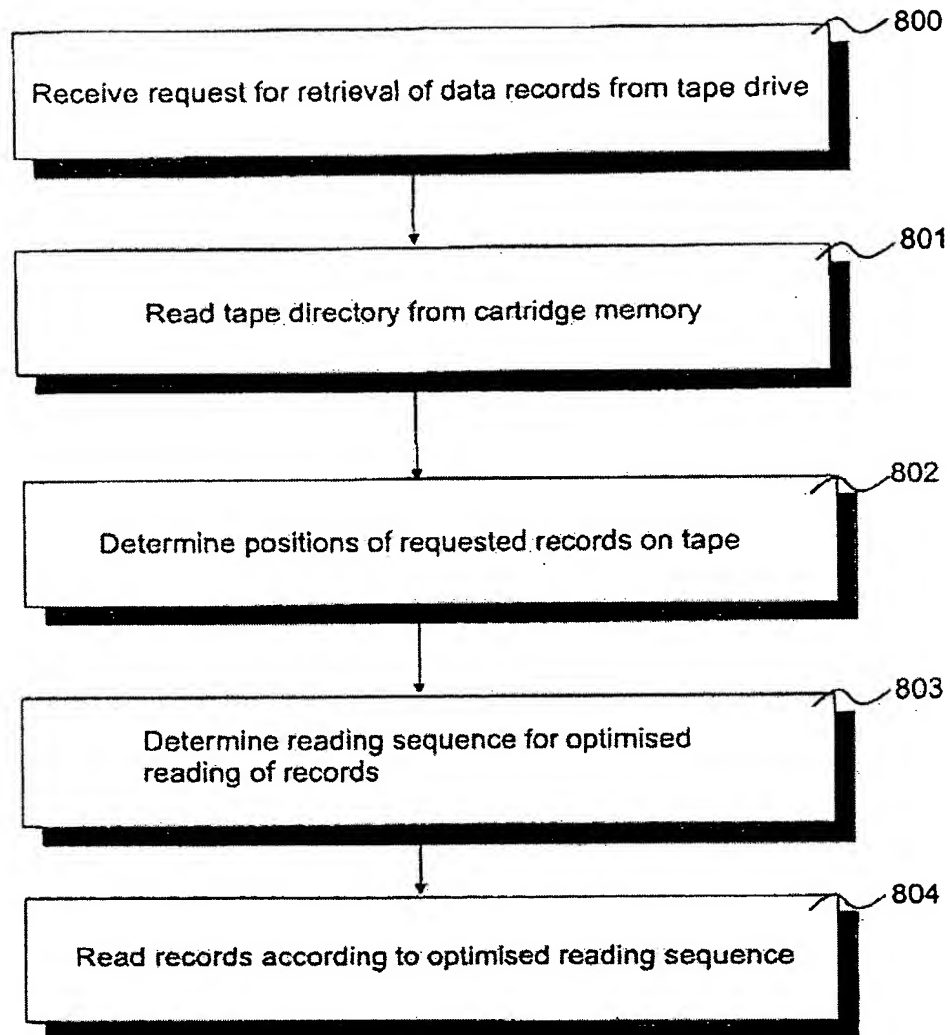 800
Receive request for retrieval of data records from tape drive
801
Read tape directory from cartridge memory
802
Determine positions of requested records on tape
803
Determine reading sequence for optimised
reading of records
804
Read records according to optimised reading sequence